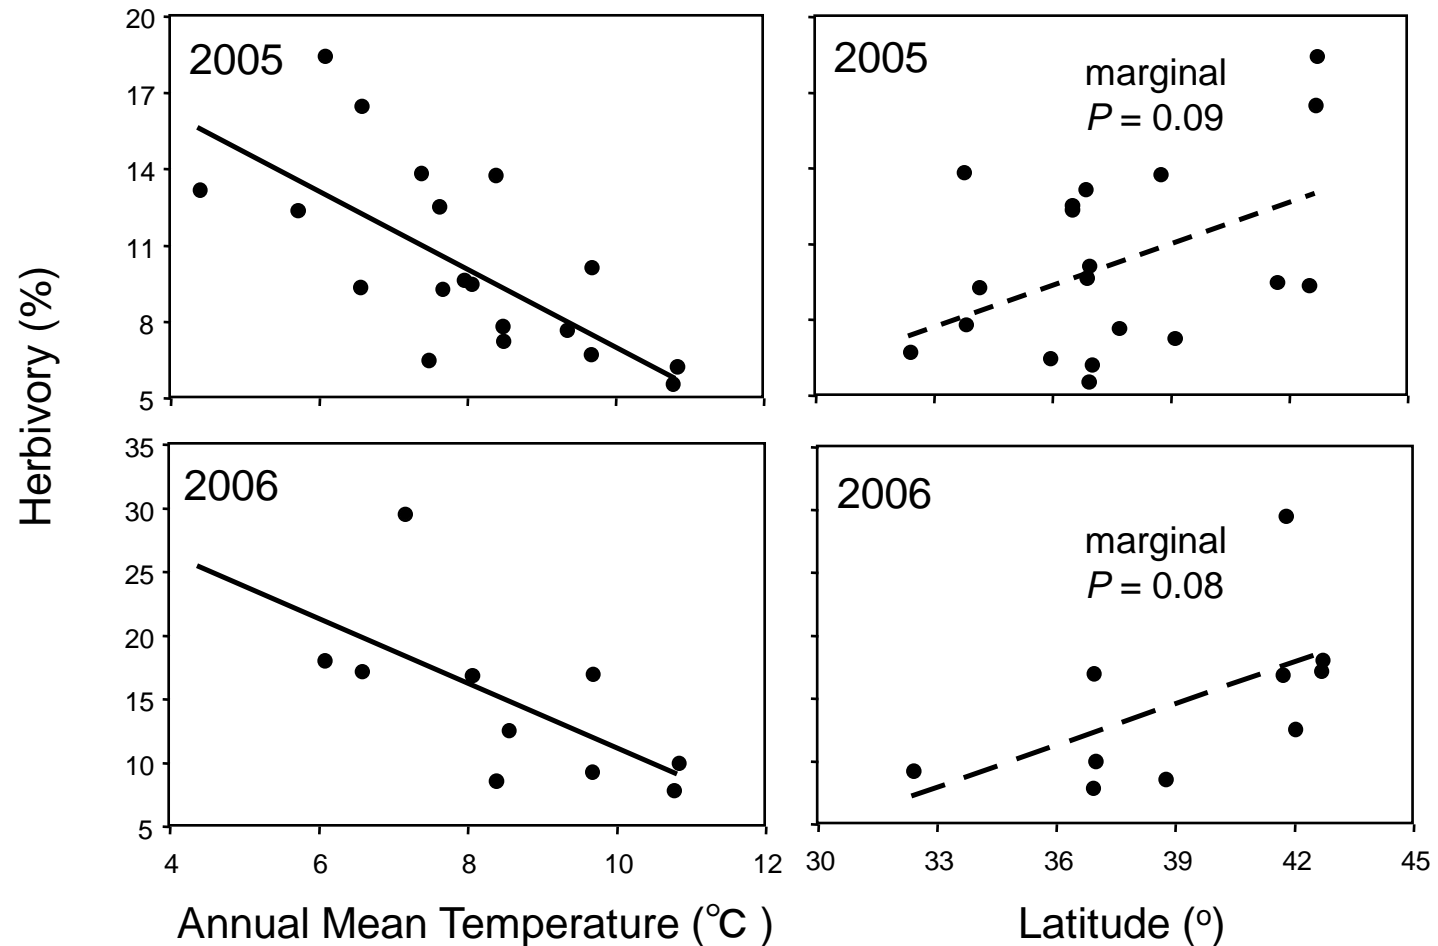 Herbivory (%)
20
17
14
11
8
5
2005
2005
marginal
P = 0.09
35
30
25
20
15
10
5
2006
2006
marginal
P = 0.08
4 6 8 10 12
30 33 36 39 42 45
Annual Mean Temperature (℃ )
Latitude (º)